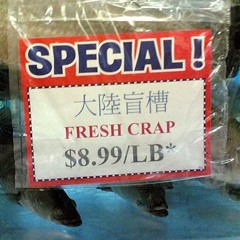 SPECIAL!
大陸盲槽
FRESH CRAP
$8.99/LB*